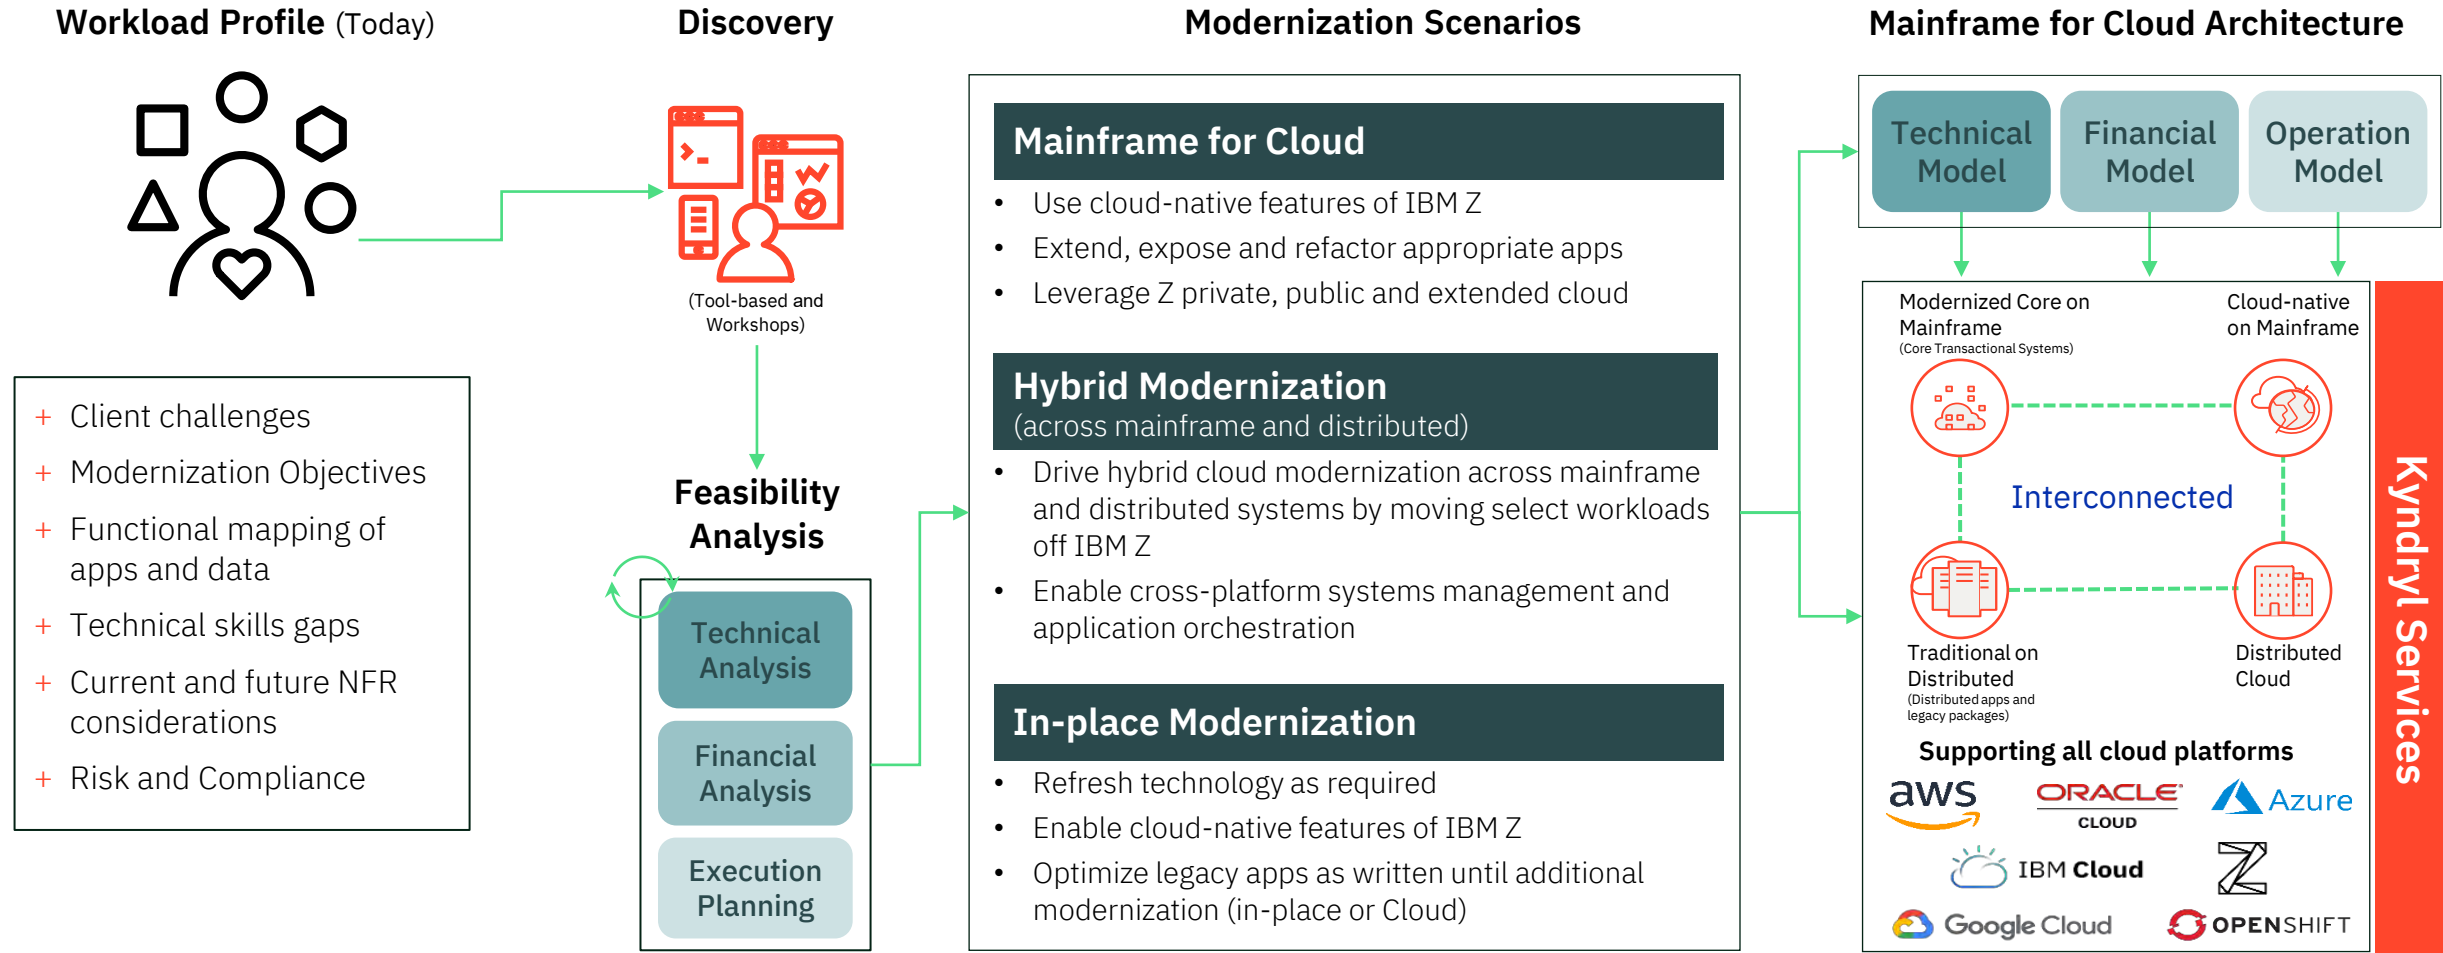 Workload Profile (Today)
+ Client challenges
+ Modernization Objectives
+ Functional mapping of
apps and data
+ Technical skills gaps
+ Current and future NFR
considerations
+ Risk and Compliance
Discovery
(Tool-based and
Workshops)
Feasibility
Analysis
Technical
Analysis
Financial
Analysis
Execution
Planning
Modernization Scenarios
Mainframe for Cloud
• Use cloud-native features of IBM Z
• Extend, expose and refactor appropriate apps
• Leverage Z private, public and extended cloud
Hybrid Modernization
(across mainframe and distributed)
• Drive hybrid cloud modernization across mainframe
and distributed systems by moving select workloads
off IBM Z
• Enable cross-platform systems management and
application orchestration
In-place Modernization
• Refresh technology as required
• Enable cloud-native features of IBM Z
• Optimize legacy apps as written until additional
modernization (in-place or Cloud)
Mainframe for Cloud Architecture
Technical
Model
Financial
Model
Operation
Model
Modernized Core on
Mainframe
(Core Transactional Systems)
Cloud-native
on Mainframe
Interconnected
Traditional on
Distributed
(Distributed apps and
legacy packages)
Distributed
Cloud
Supporting all cloud platforms
aws
ORACLE
CLOUD
Azure
IBM Cloud
Z
Google Cloud
OPENSHIFT
Kyndryl Services